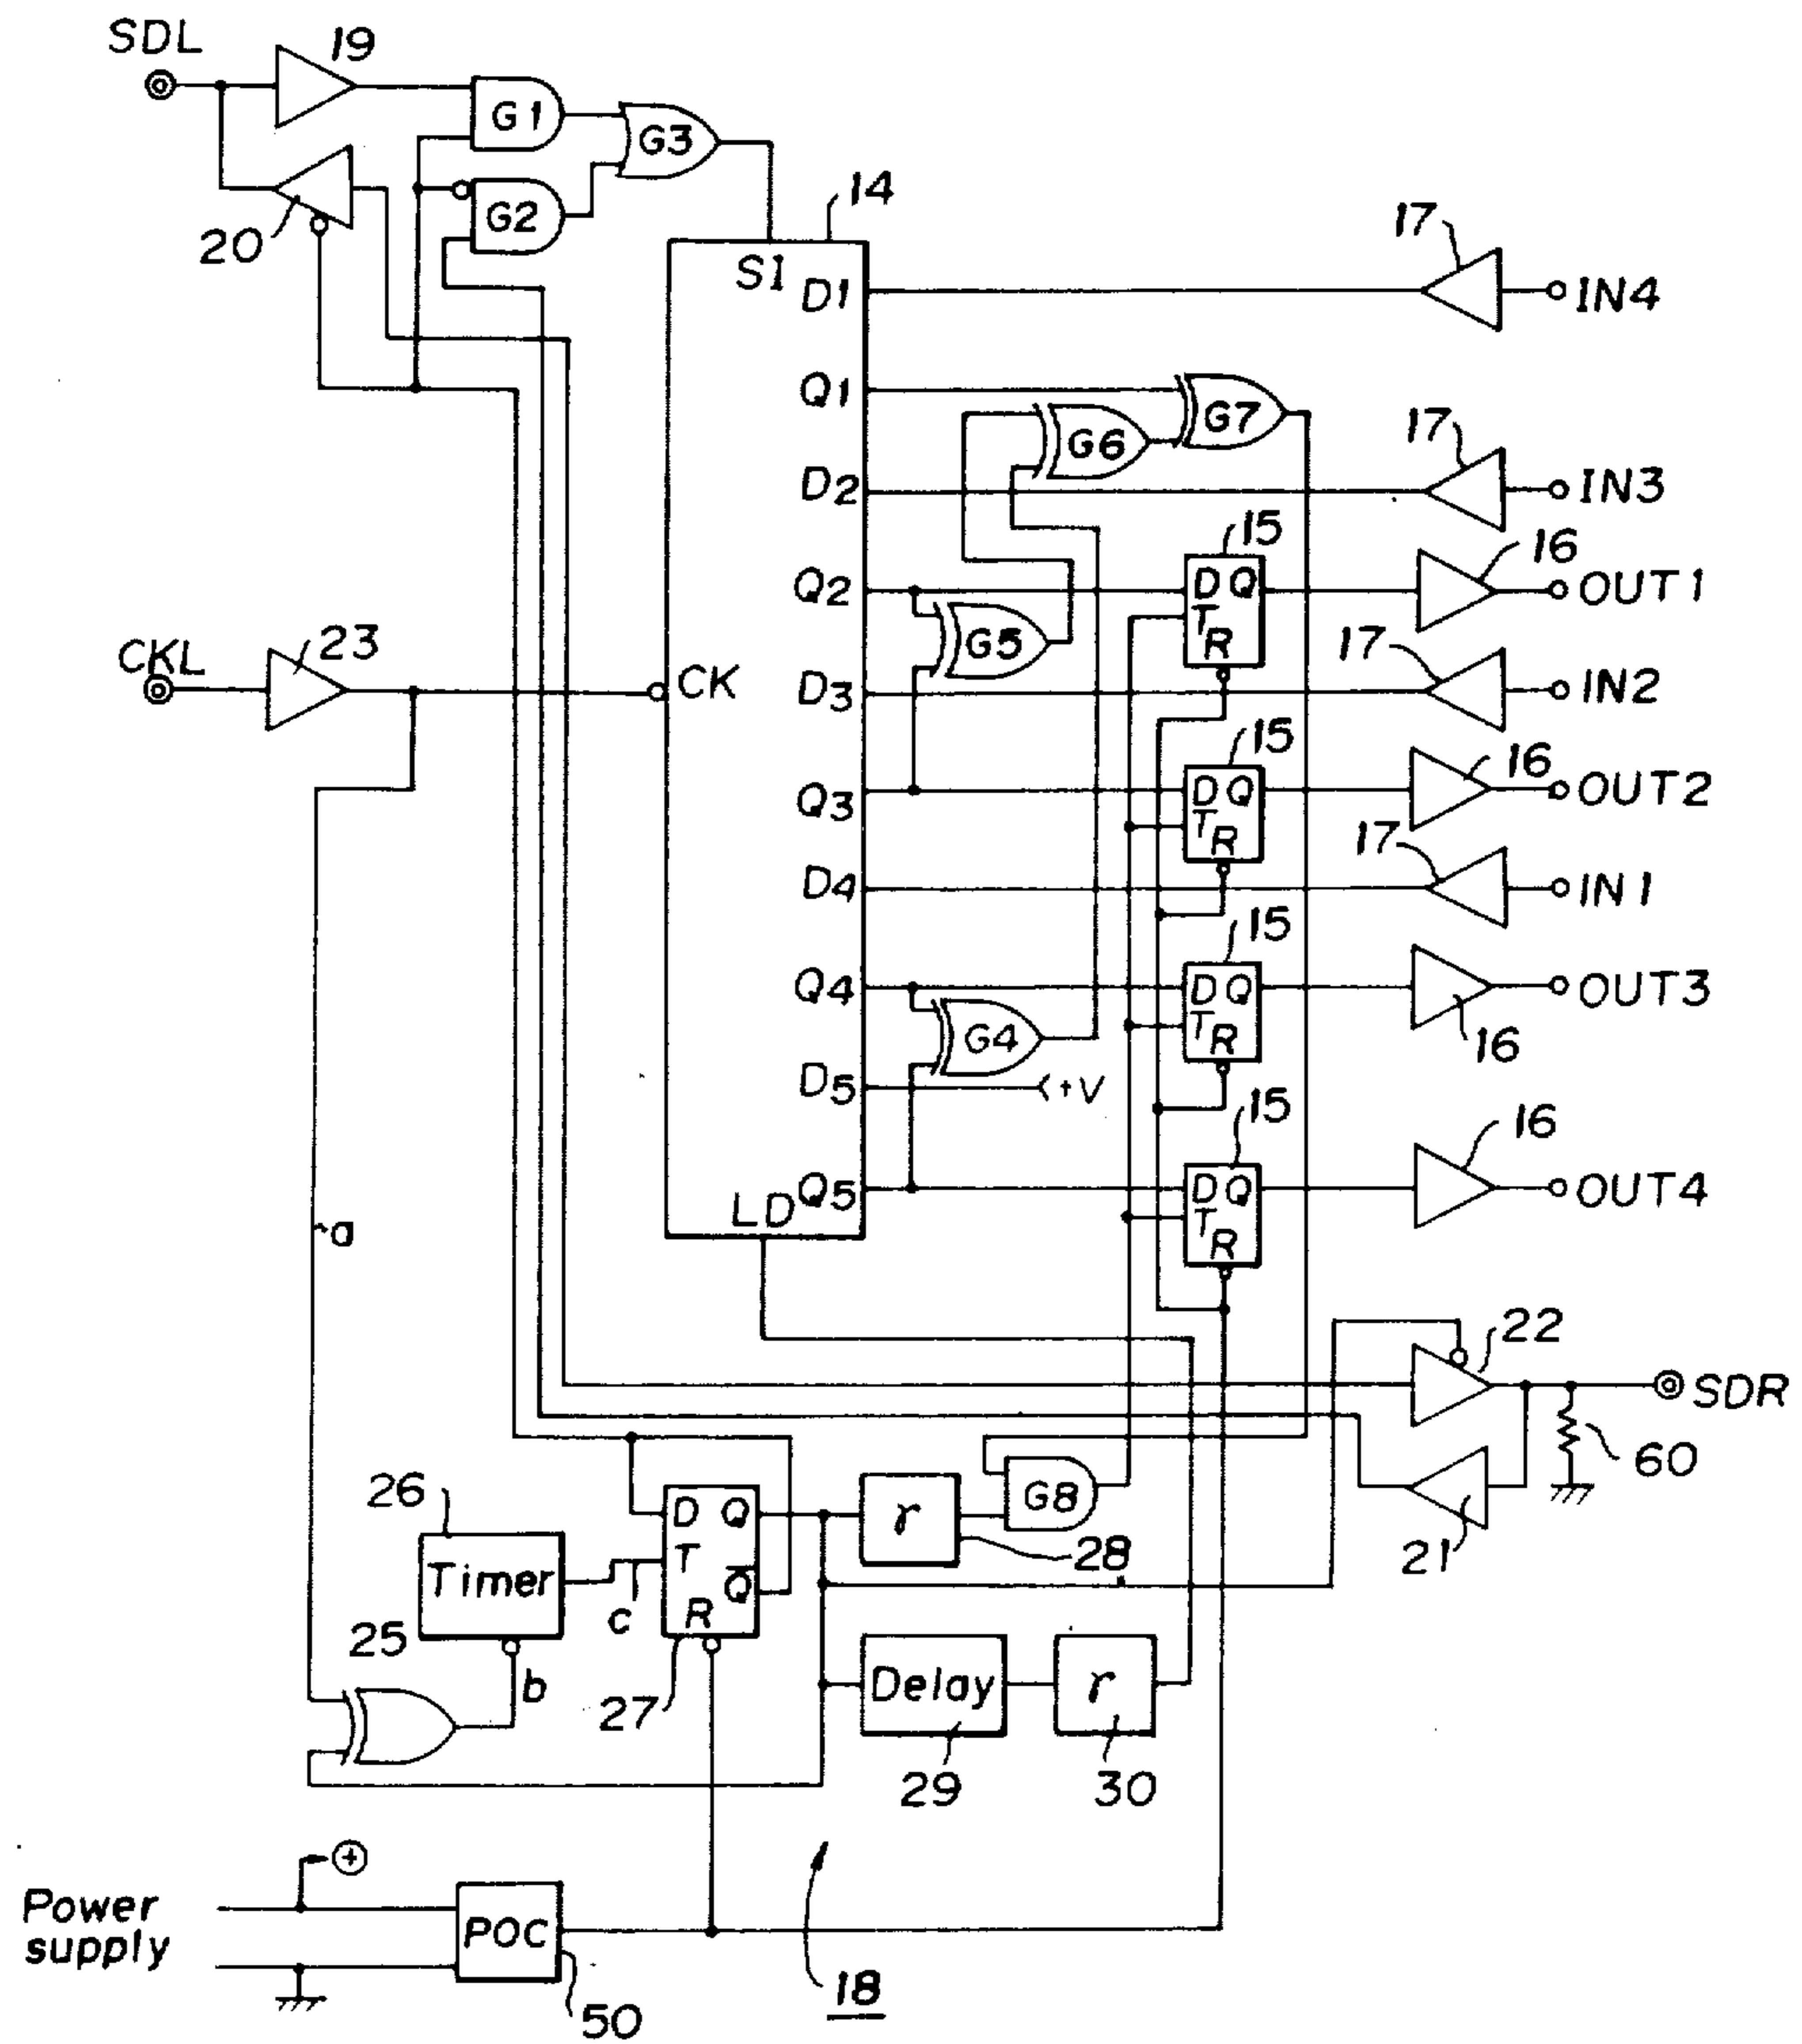 SDL
19
G1
G3
G2
20
14
SI
D1
17
IN4
Q1
G7
G6
17
D2
IN3
15
16
Q2
D Q
T
R
OUT1
G5
CKL
23
CK
D3
17
IN2
15
16
Q3
D Q
T
R
OUT2
17
D4
IN1
15
Q4
D Q
T
R
OUT3
G4
16
D5
+V
15
16
Q5
D Q
T
R
OUT4
LD
a
22
SDR
60
26
D Q
r
G8
21
Timer
T
Q̅
28
c
R
25
b
27
Delay
r
29
30
+
Power
supply
POC
50
18